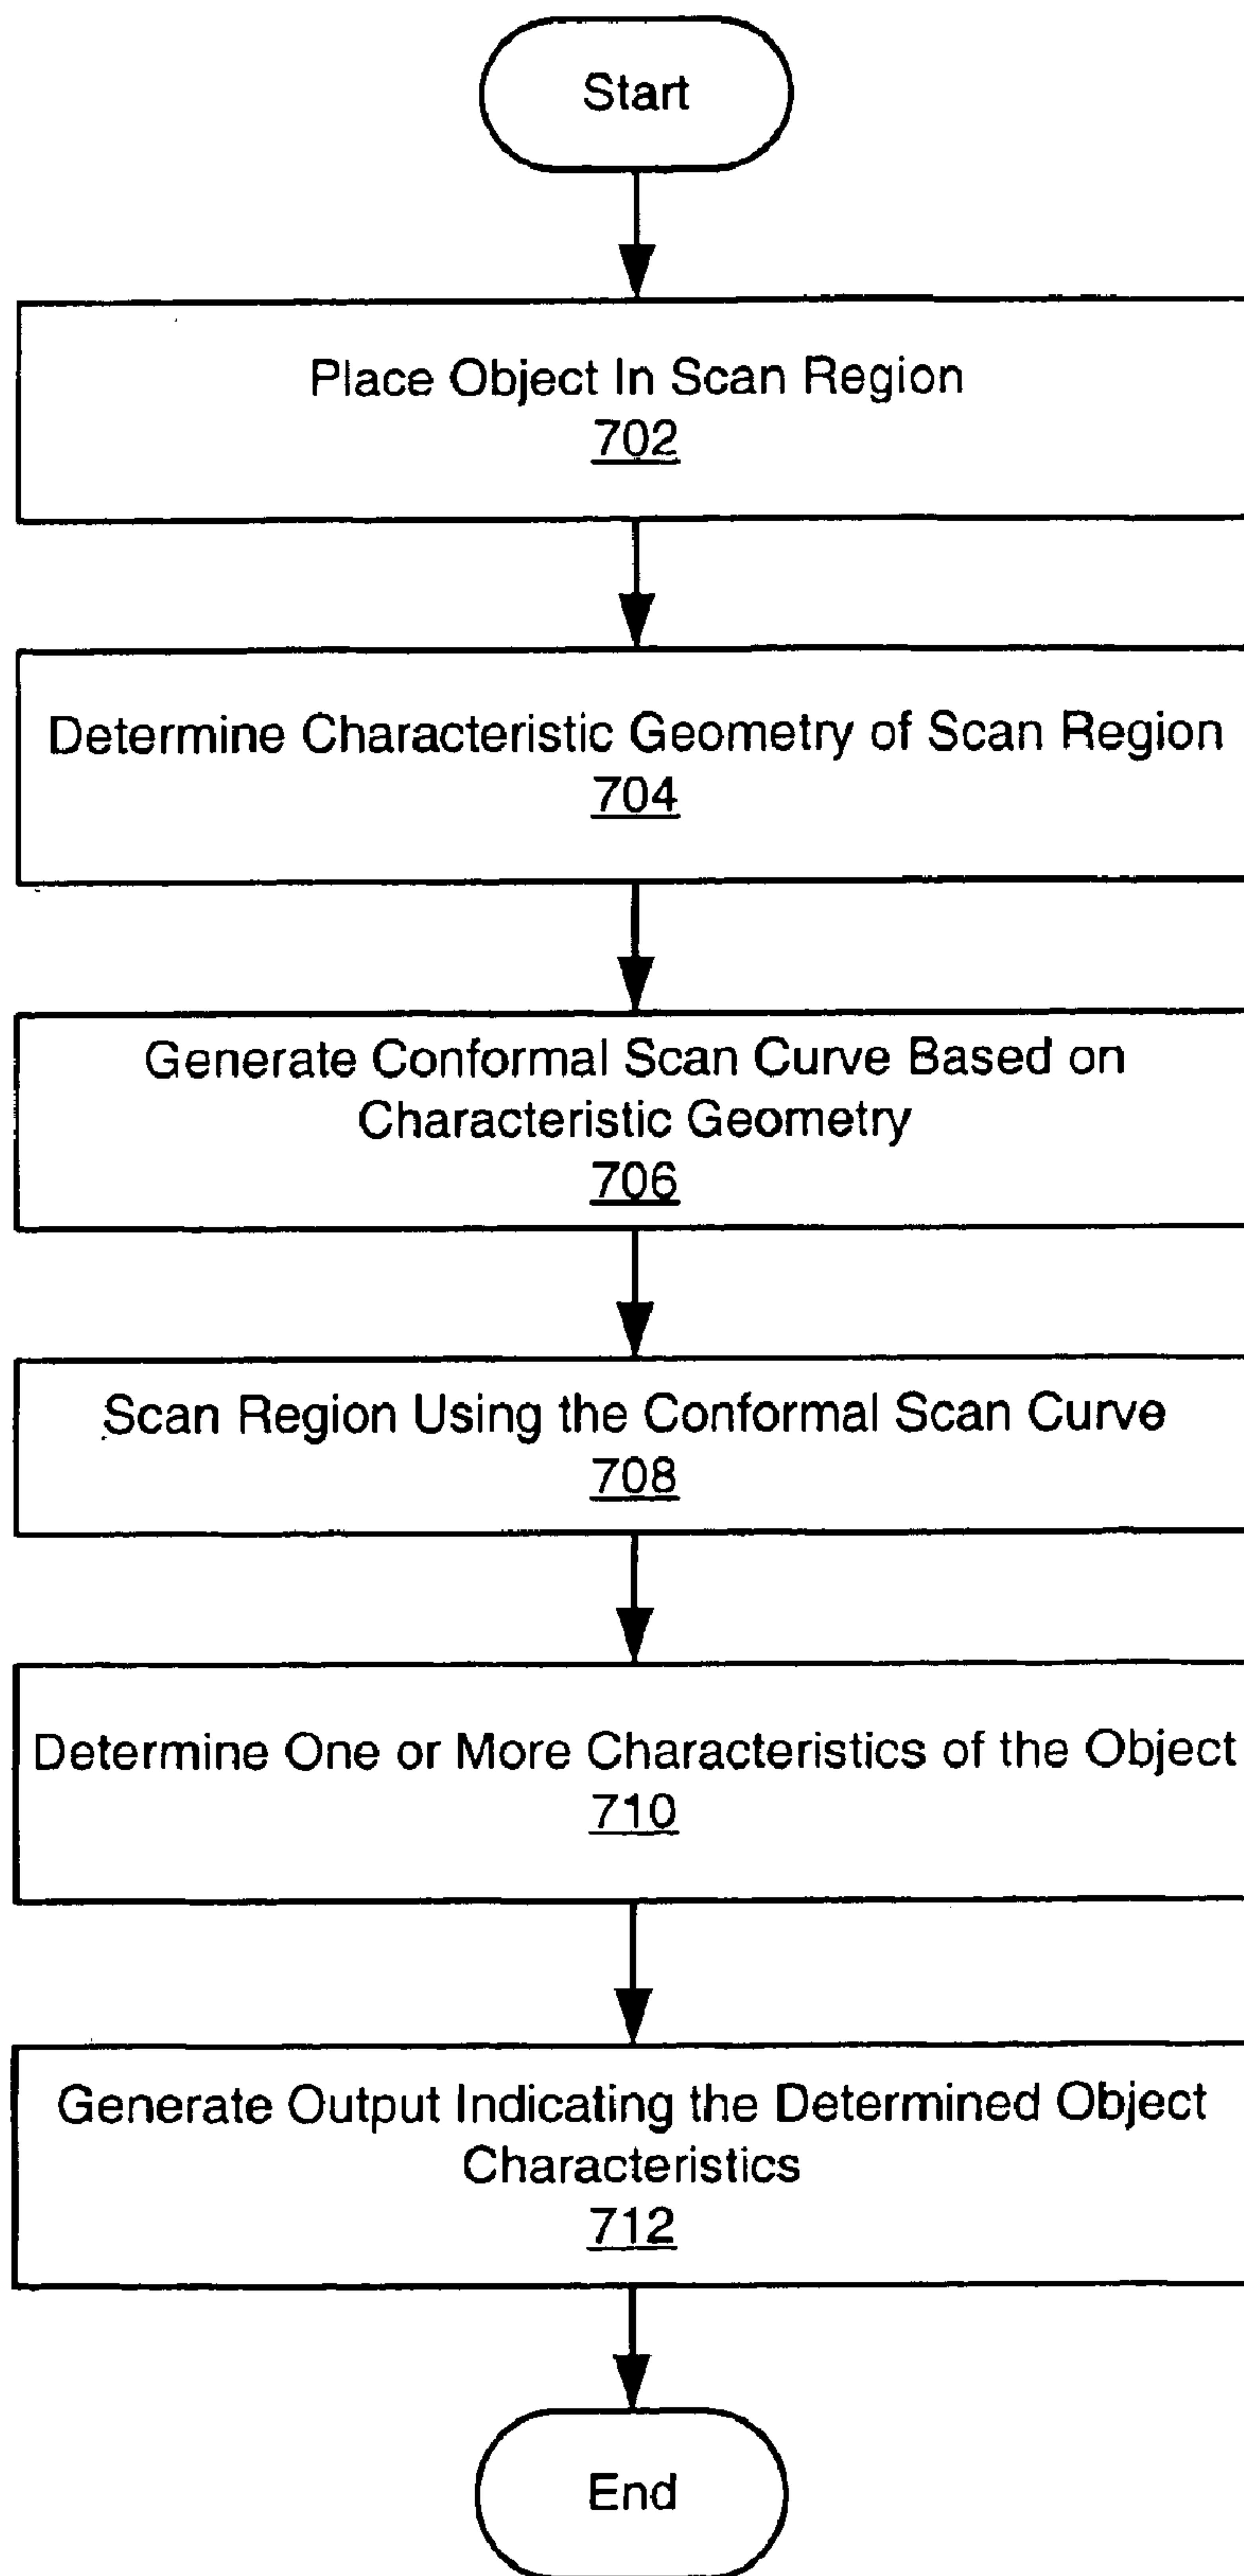 Start
Place Object In Scan Region
702
Determine Characteristic Geometry of Scan Region
704
Generate Conformal Scan Curve Based on
Characteristic Geometry
706
Scan Region Using the Conformal Scan Curve
708
Determine One or More Characteristics of the Object
710
Generate Output Indicating the Determined Object
Characteristics
712
End